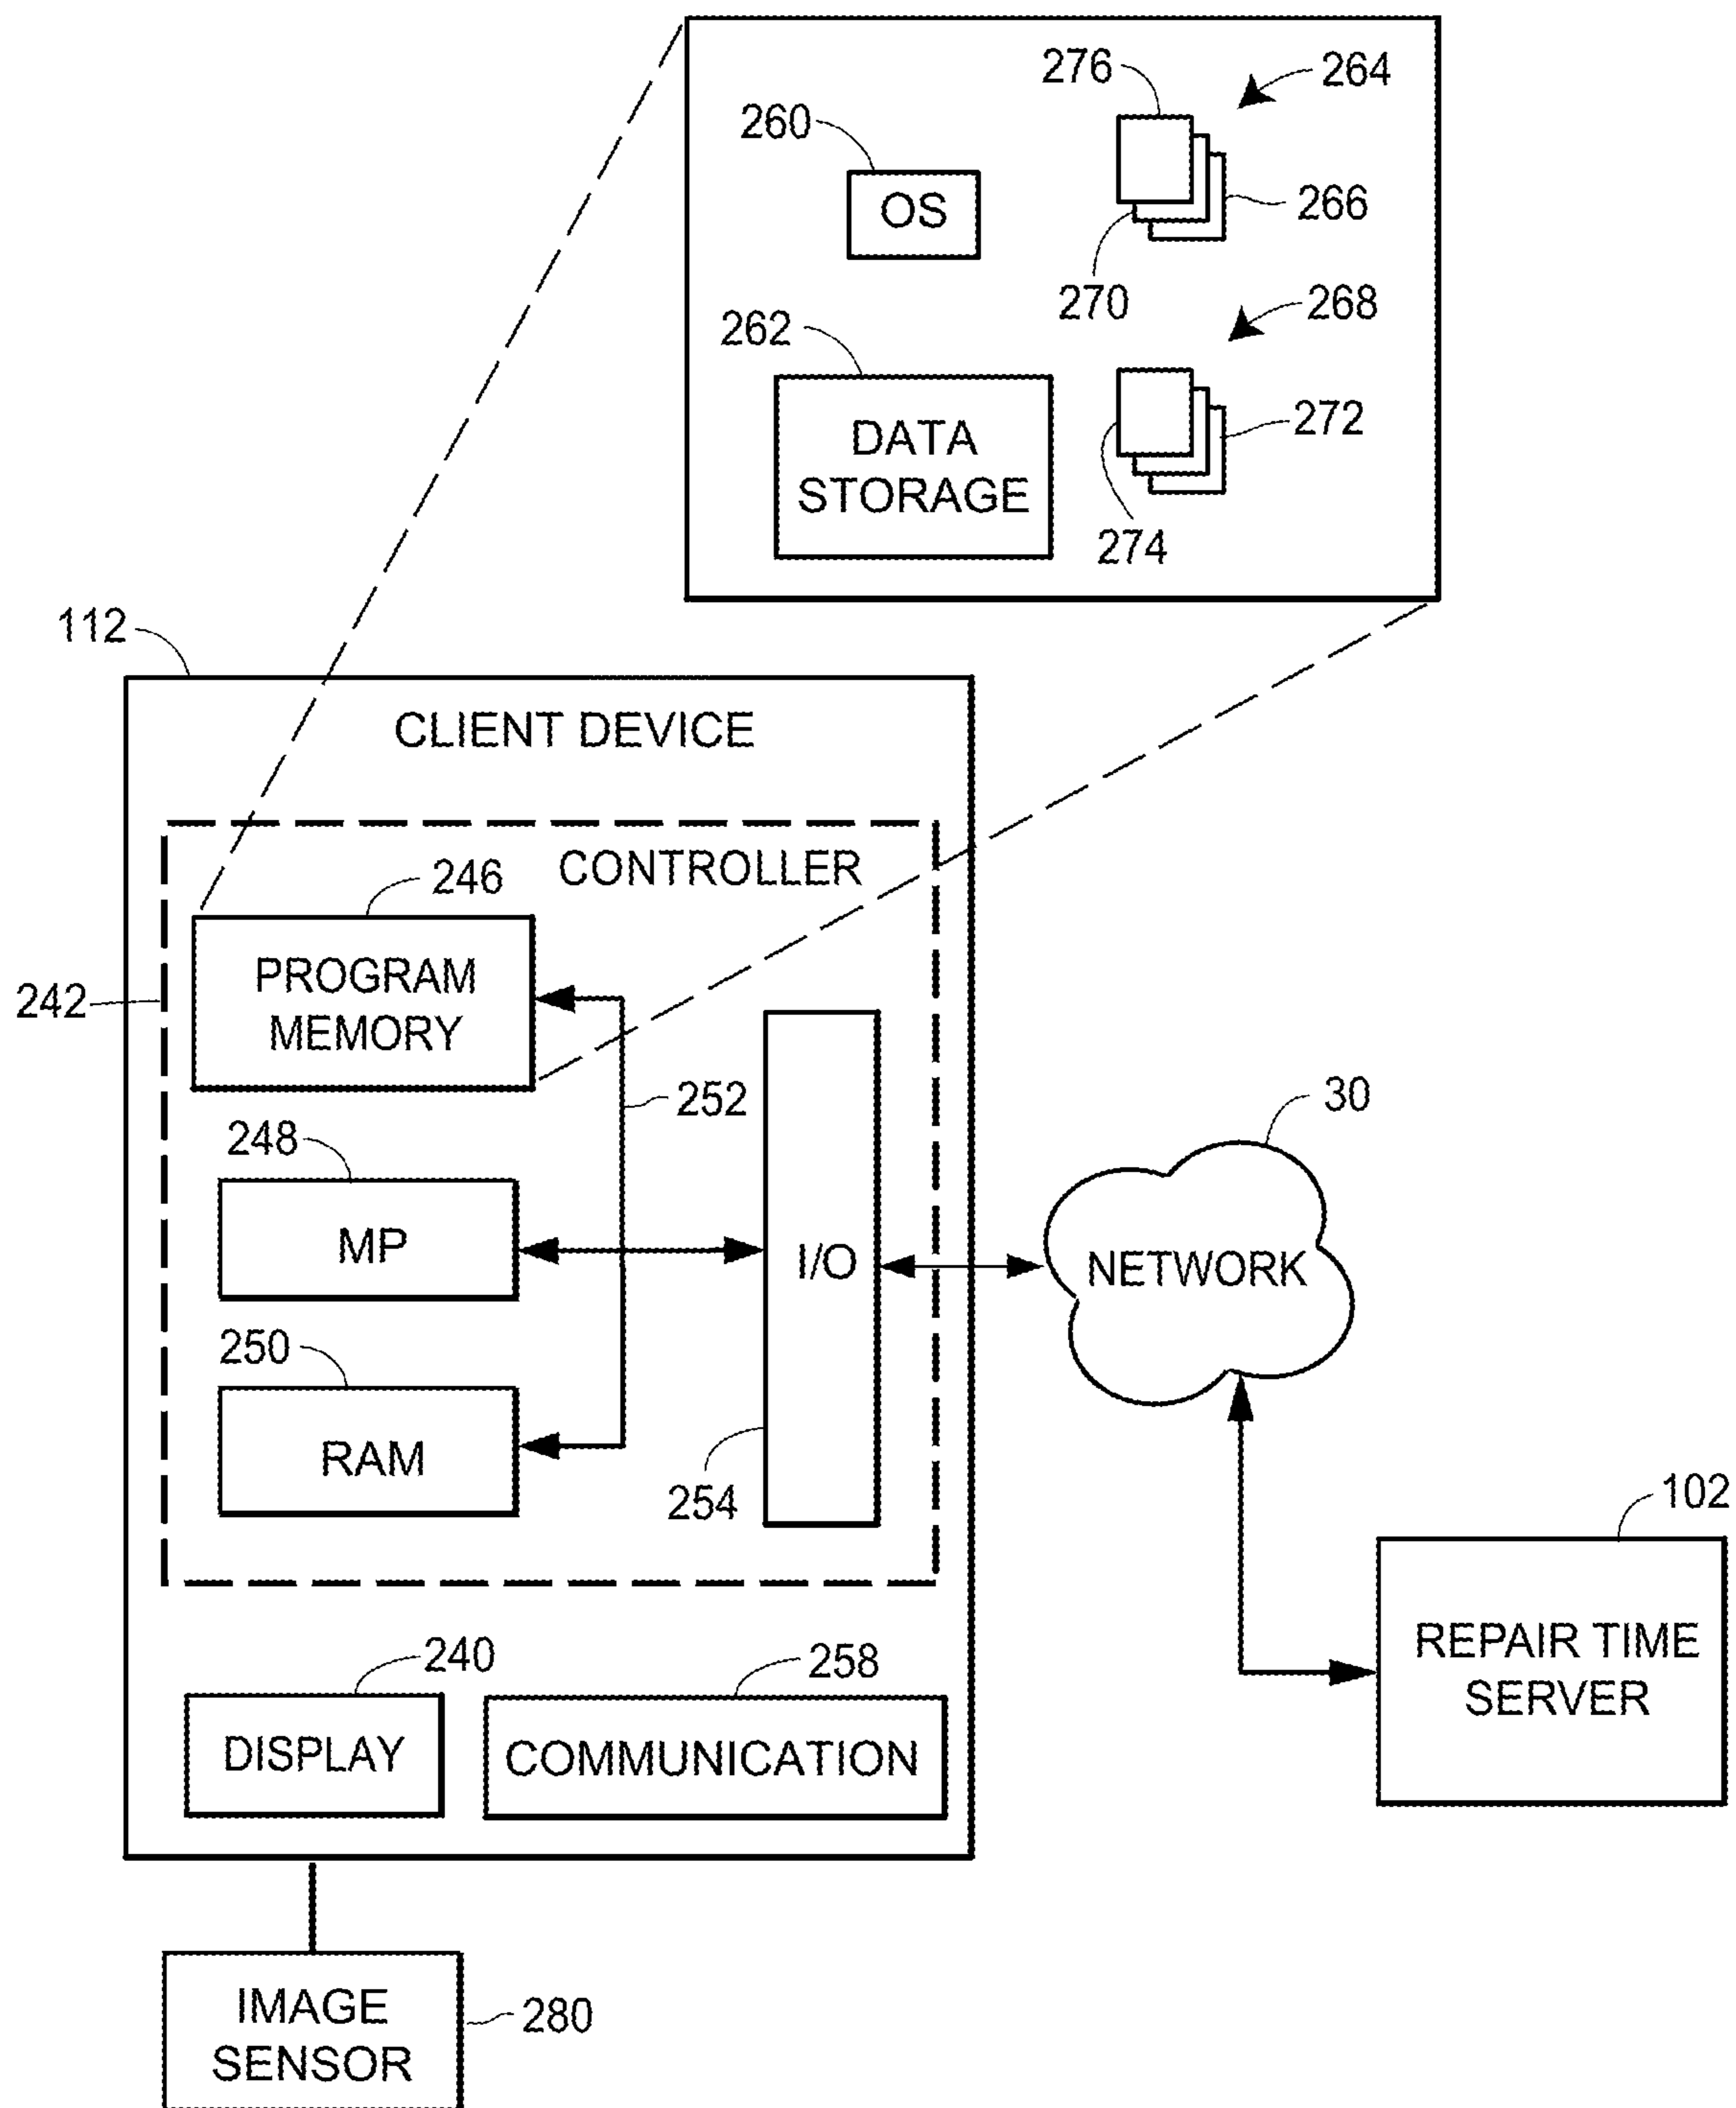 276
264
260
OS
266
270
268
262
DATA
STORAGE
272
274
112
CLIENT DEVICE
CONTROLLER
246
PROGRAM
MEMORY
242
252
30
248
MP
I/O
NETWORK
250
RAM
254
102
REPAIR TIME
SERVER
240
258
DISPLAY
COMMUNICATION
IMAGE
SENSOR
280